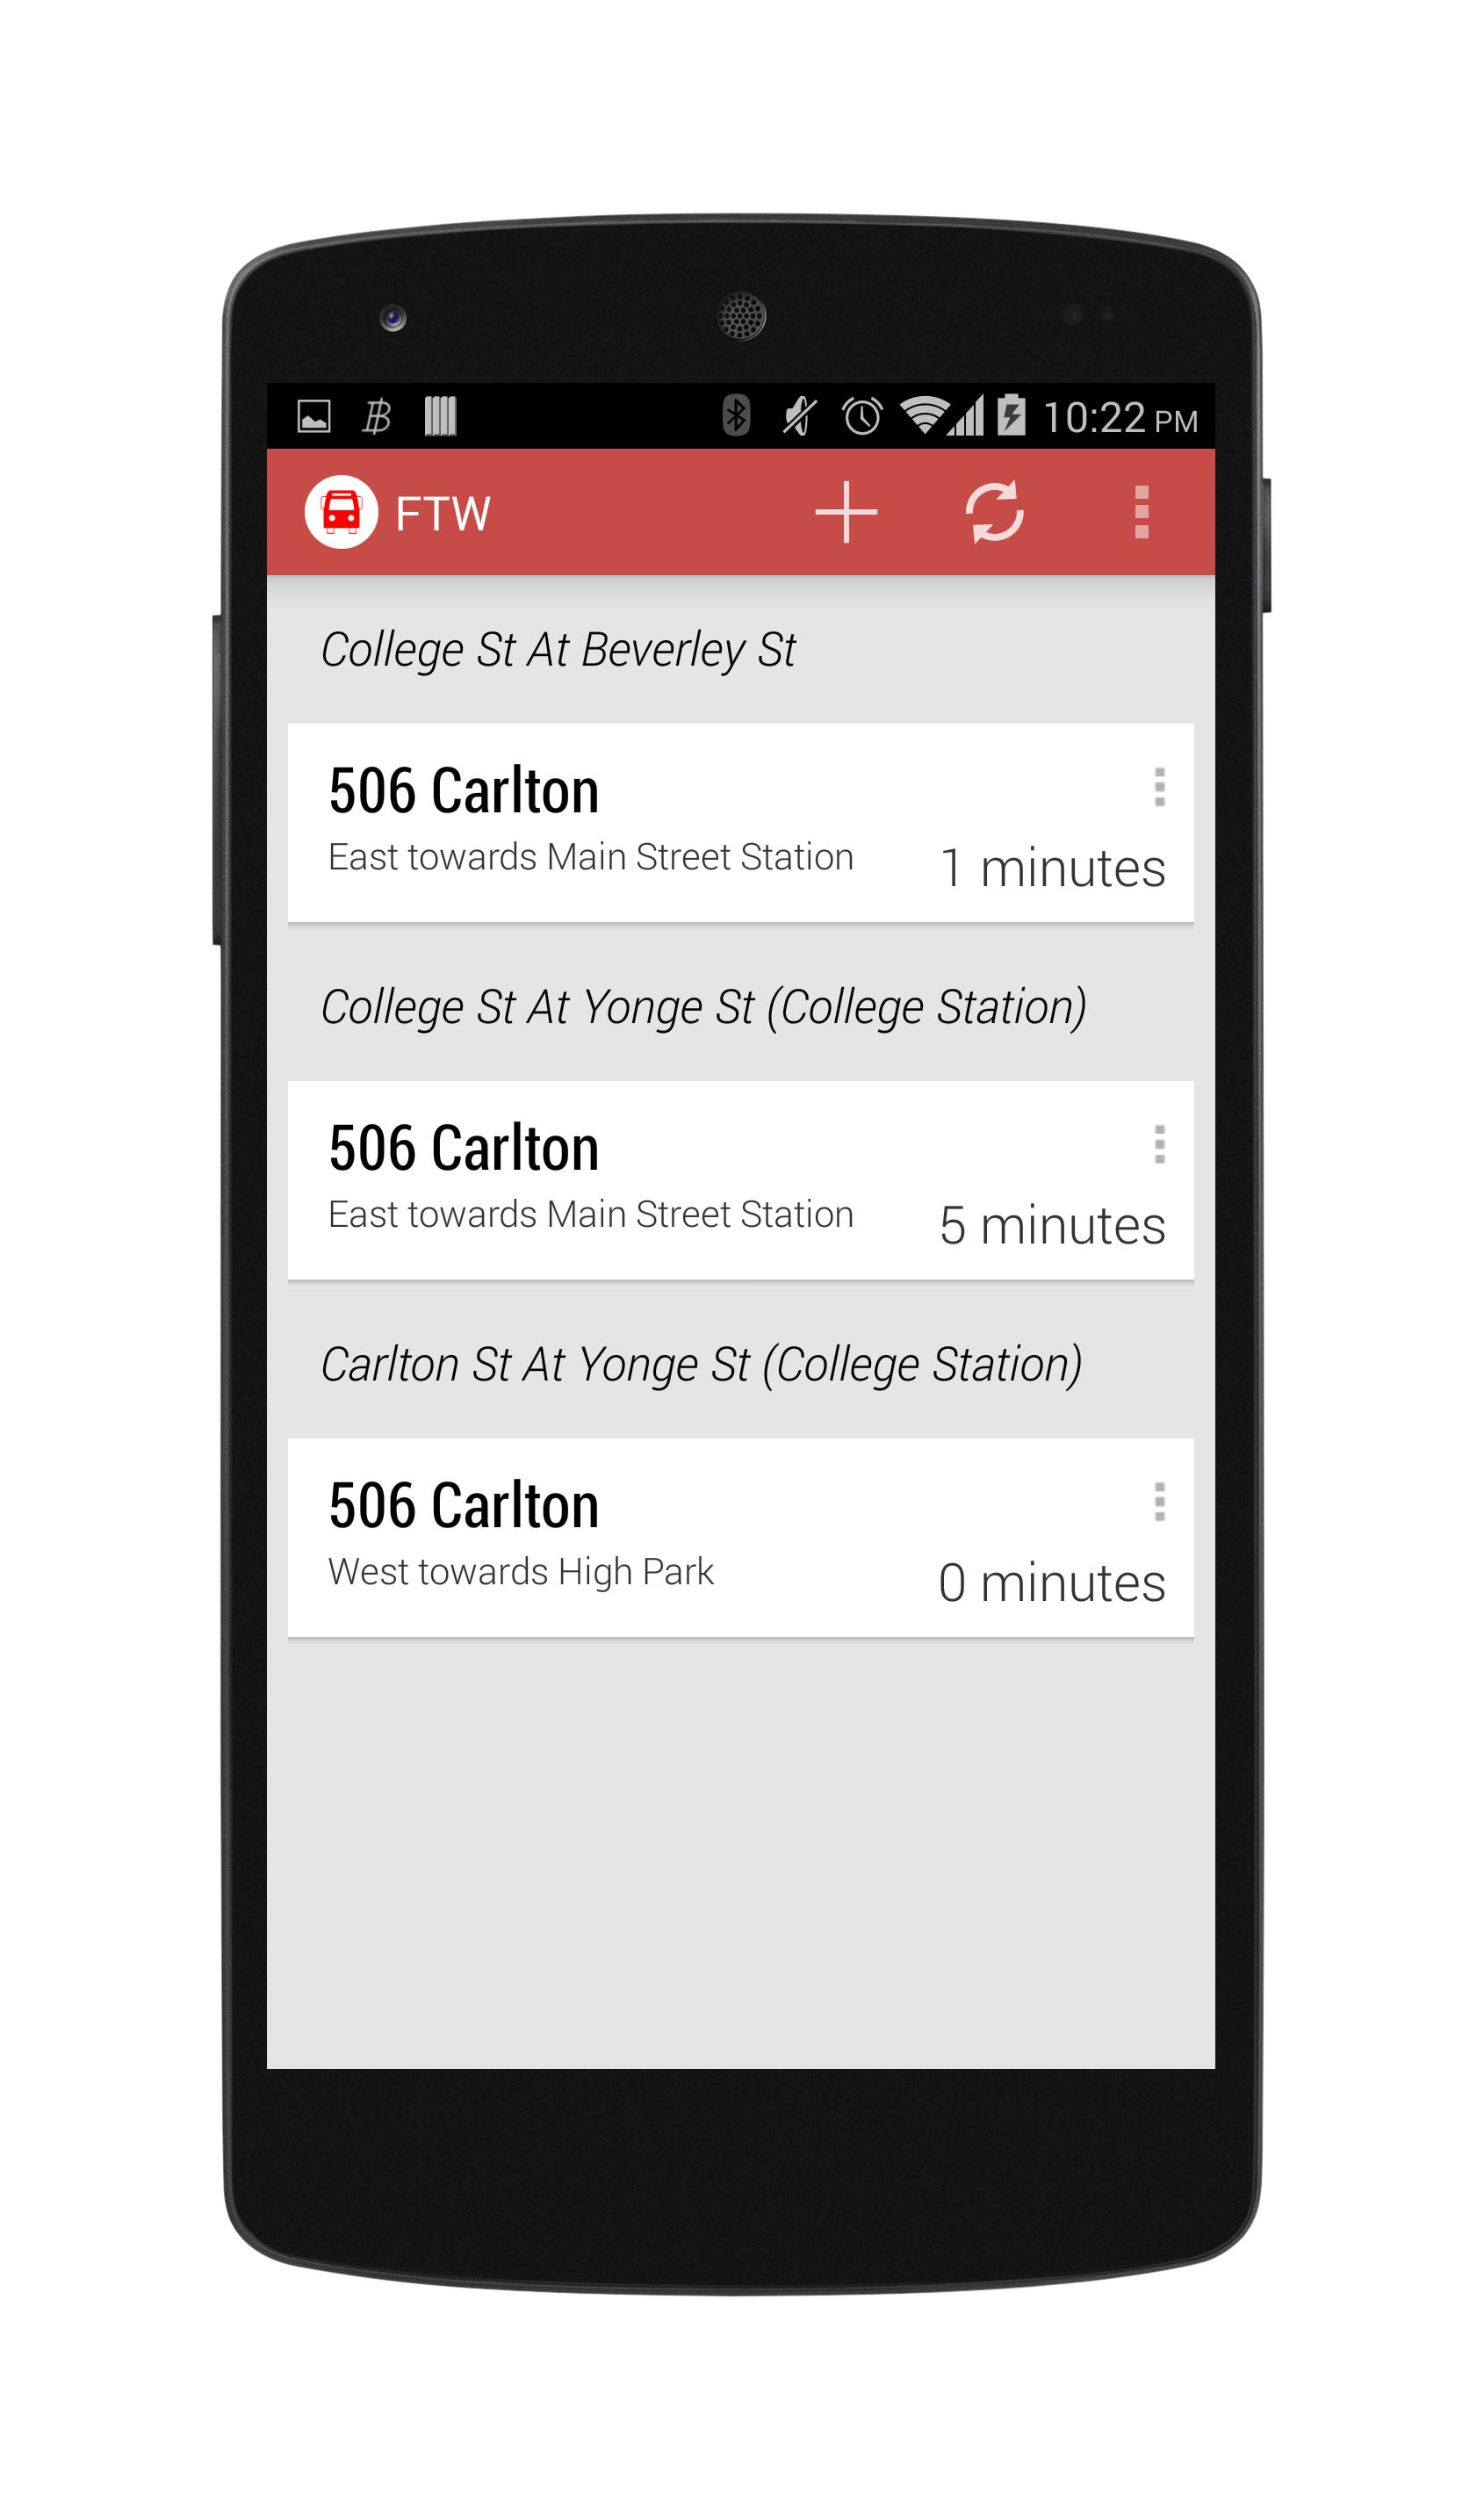 10:22 PM
FTW
College St At Beverley St
506 Carlton
East towards Main Street Station
1 minutes
College St At Yonge St (College Station)
506 Carlton
East towards Main Street Station
5 minutes
Carlton St At Yonge St (College Station)
506 Carlton
West towards High Park
0 minutes